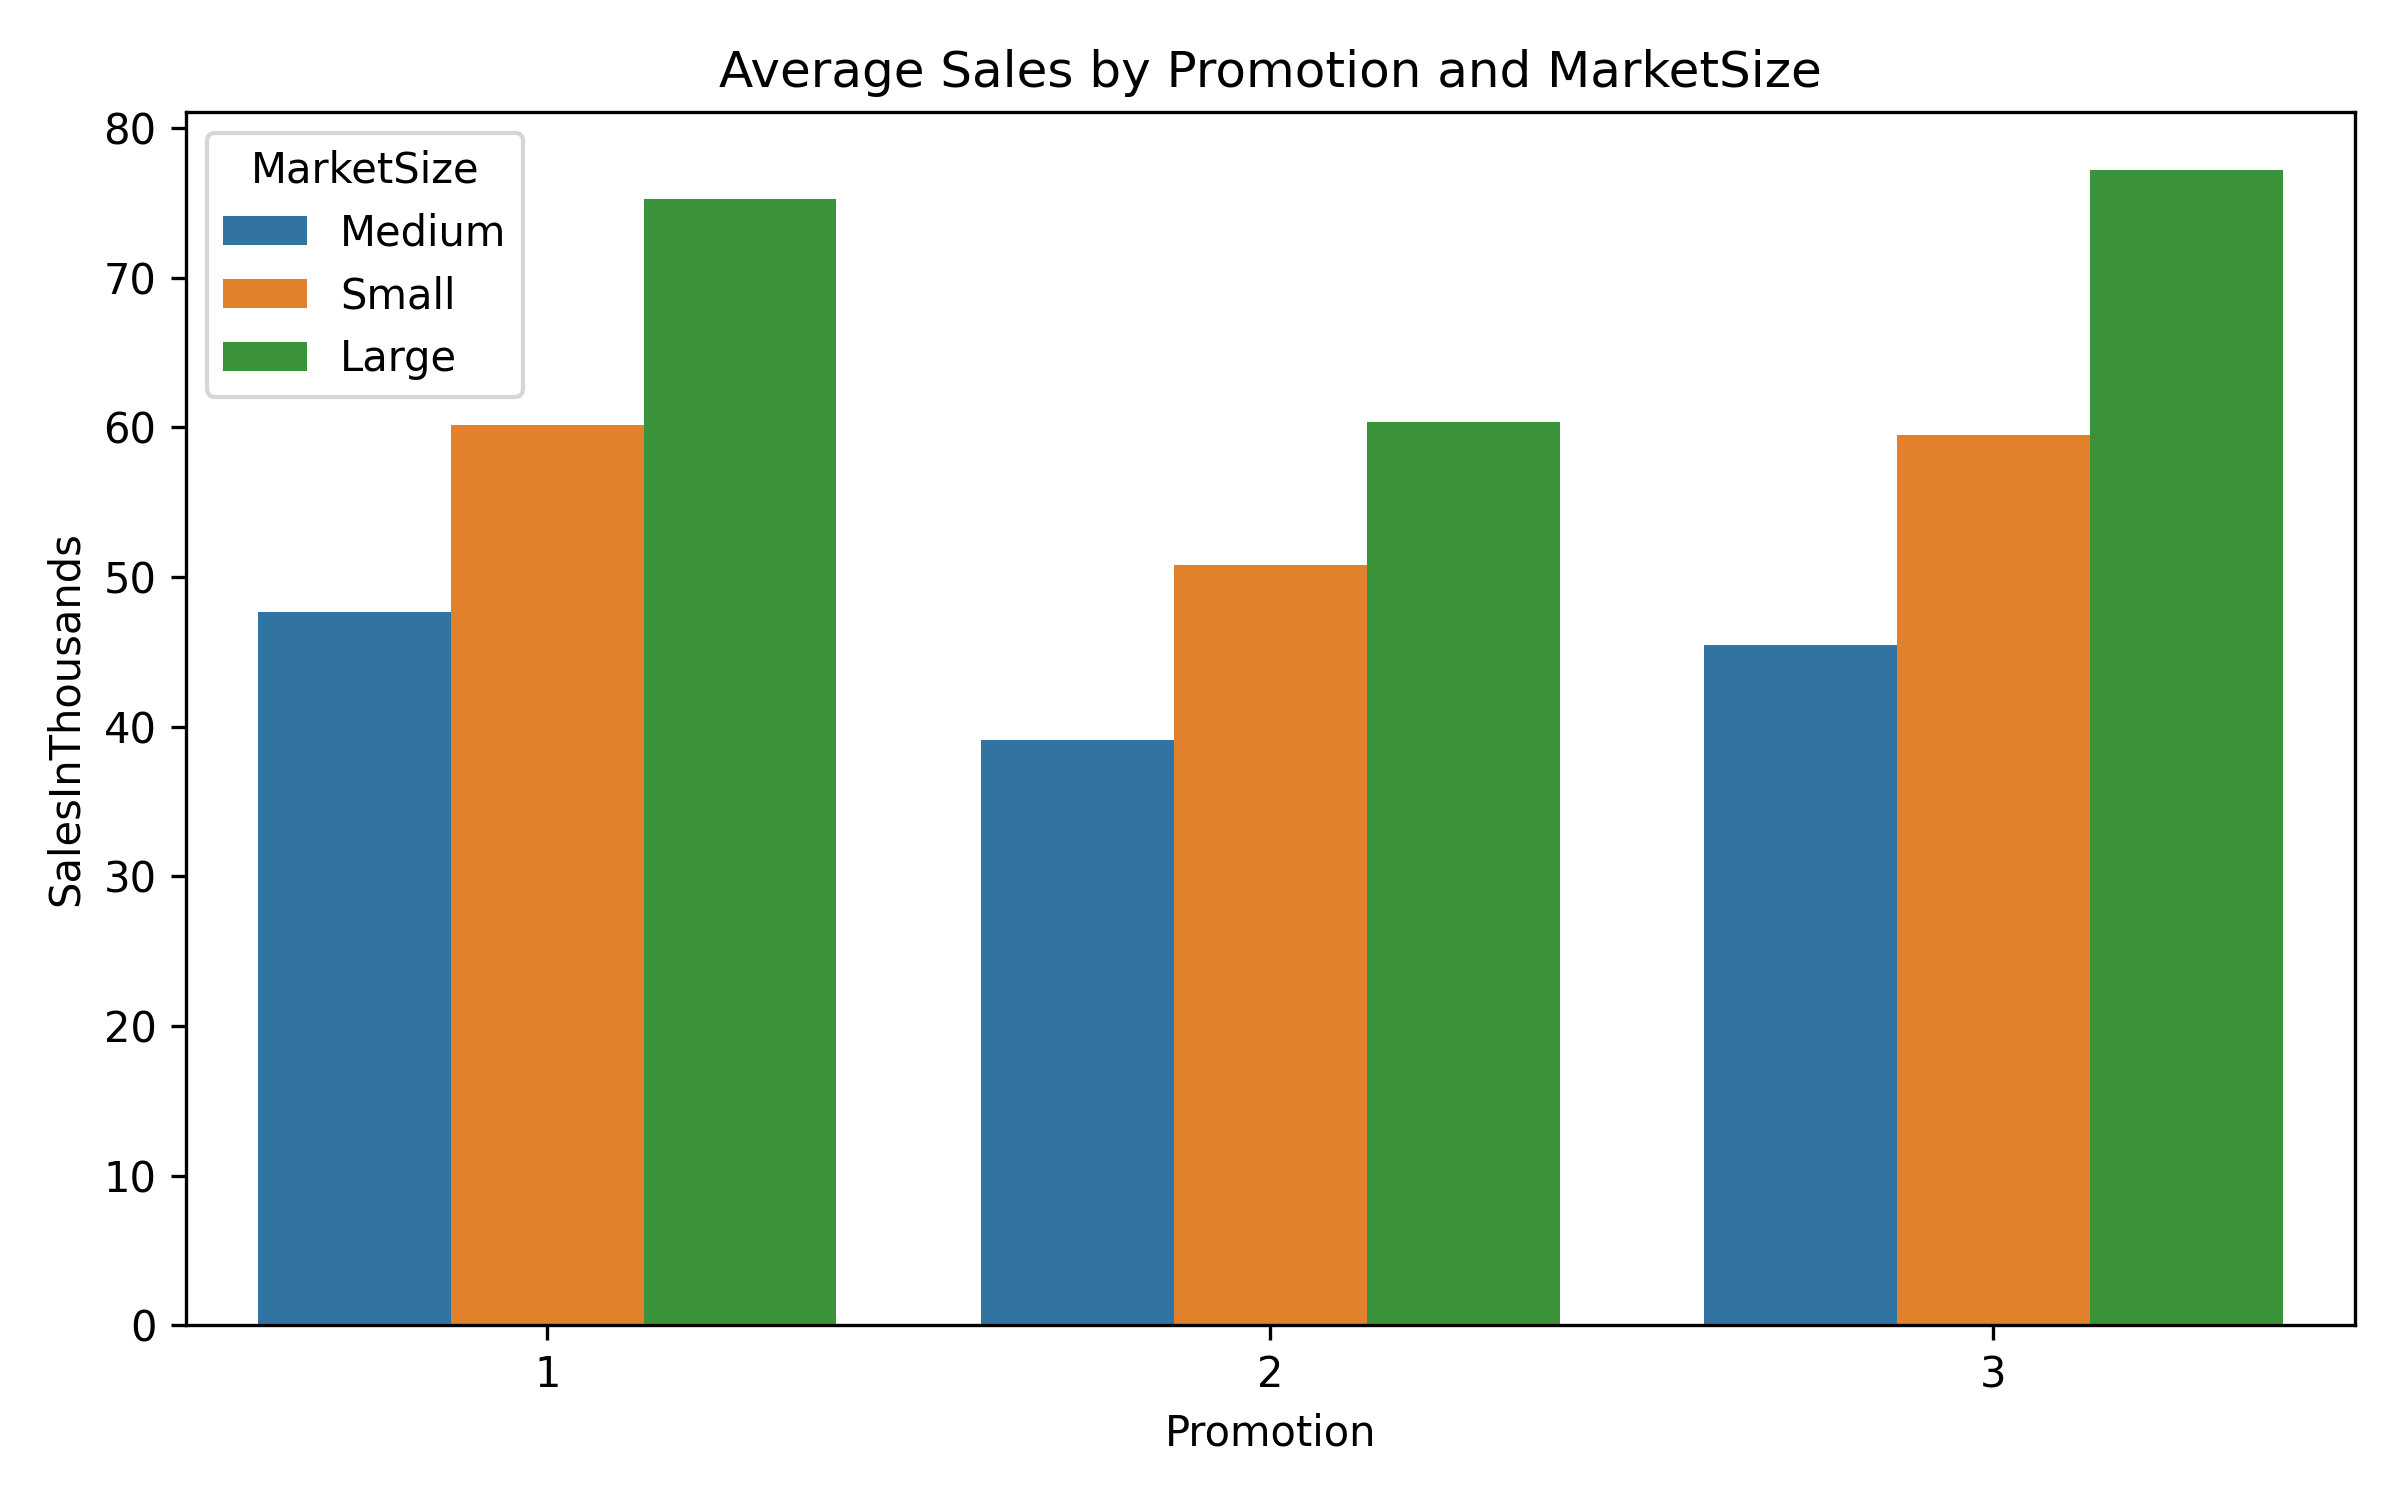 Average Sales by Promotion and MarketSize
MarketSize
Medium
Small
Large
SalesInThousands
80
70
60
50
40
30
20
10
0
1 2 3
Promotion